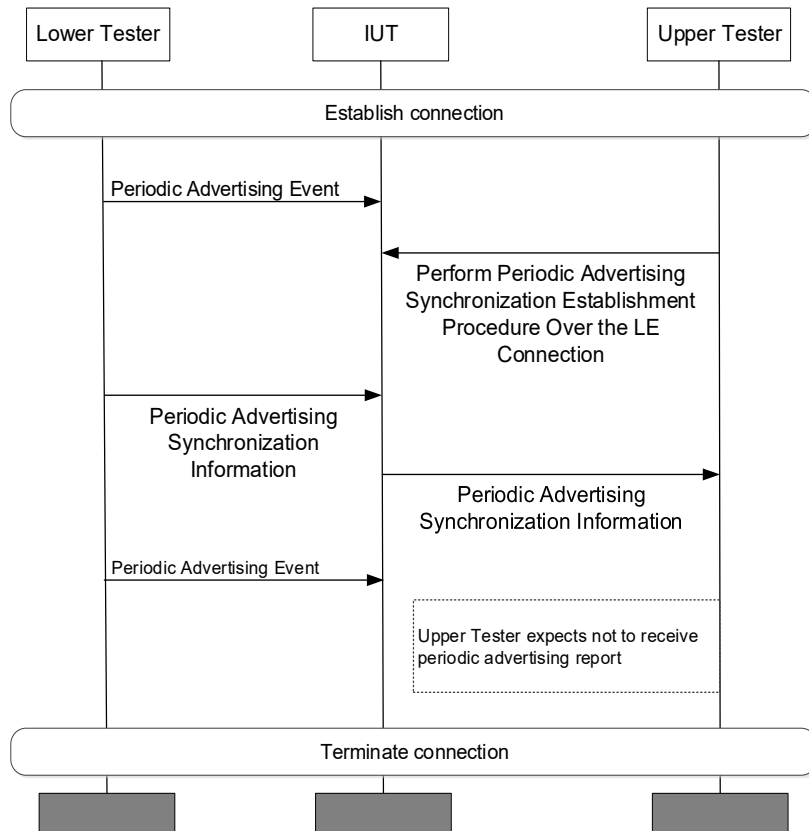 Lower Tester
IUT
Upper Tester
Establish connection
Periodic Advertising Event
Perform Periodic Advertising
Synchronization Establishment
Procedure Over the LE
Connection
Periodic Advertising
Synchronization
Information
Periodic Advertising
Synchronization Information
Periodic Advertising Event
Upper Tester expects not to receive
periodic advertising report
Terminate connection